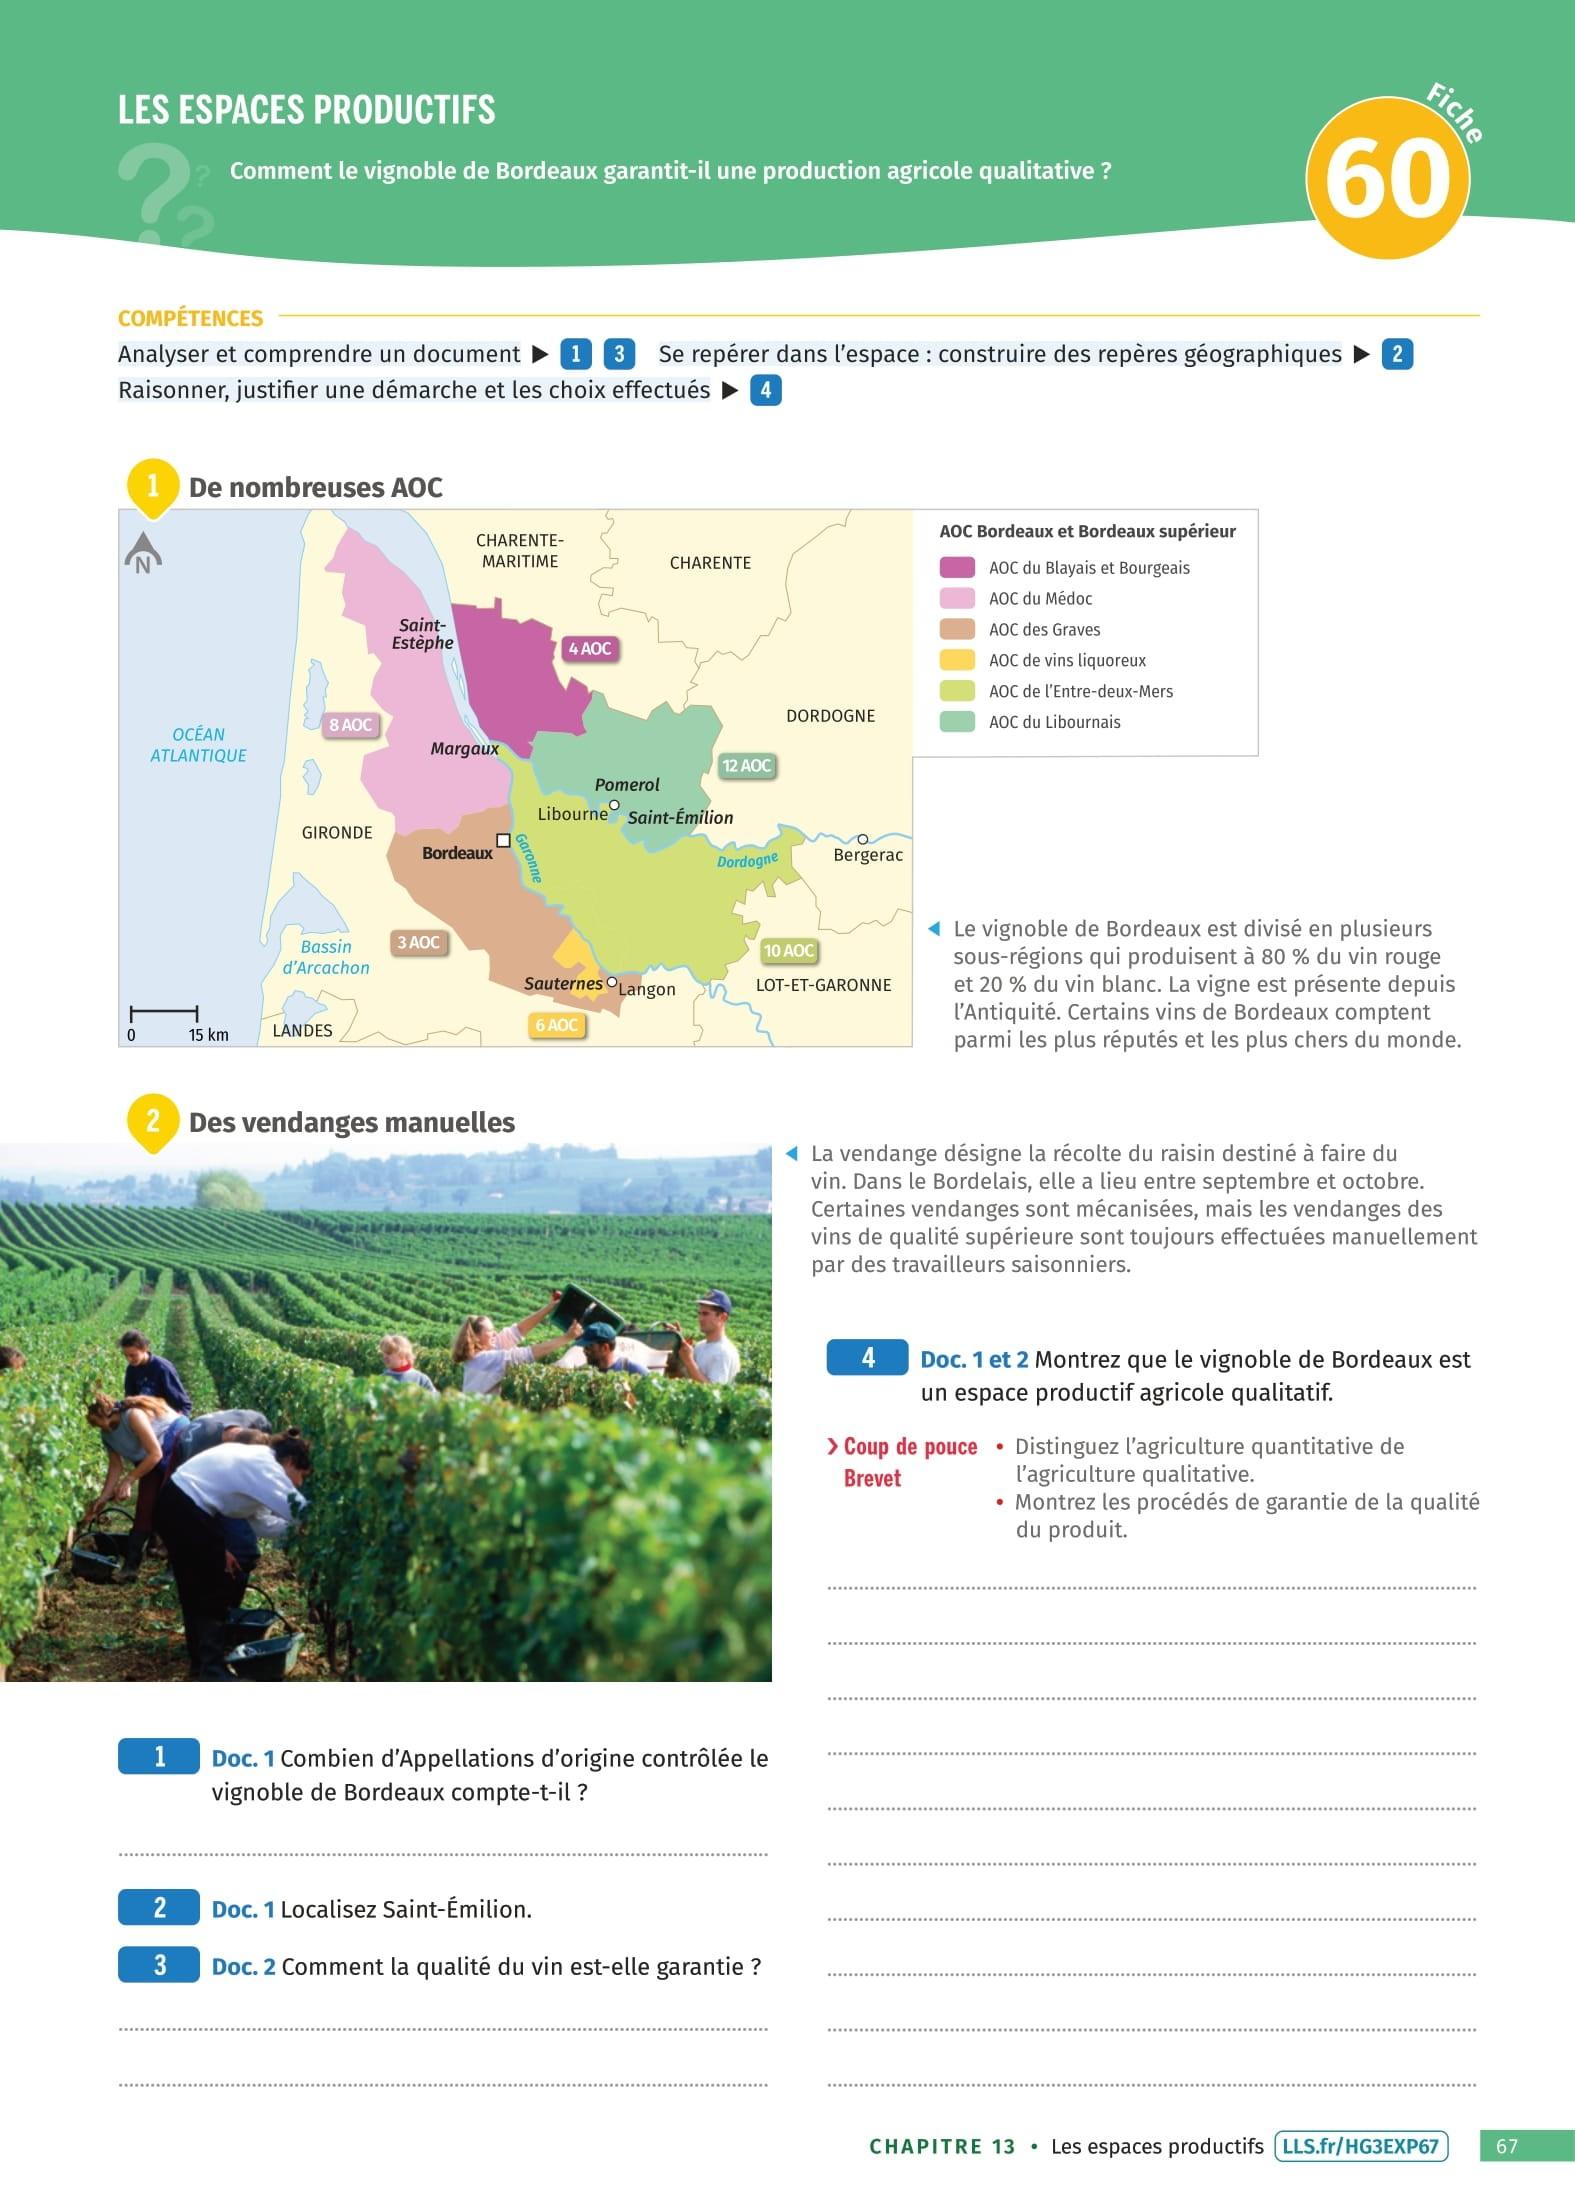 LES ESPACES PRODUCTIFS
Comment le vignoble de Bordeaux garantit-il une production agricole qualitative ?
Fiche
60
COMPÉTENCES
Analyser et comprendre un document ▶ 1 3 Se repérer dans l’espace : construire des repères géographiques ▶ 2
Raisonner, justifier une démarche et les choix effectués ▶ 4
1 De nombreuses AOC
N
CHARENTE-
MARITIME
CHARENTE
Saint-
Estèphe
4 AOC
DORDOGNE
8 AOC
OCÉAN
ATLANTIQUE
Margaux
12 AOC
Pomerol
Libourne
Saint-Émilion
GIRONDE
Bordeaux
Garonne
Dordogne
Bergerac
Bassin
d’Arcachon
3 AOC
10 AOC
Sauternes
Langon
LOT-ET-GARONNE
6 AOC
LANDES
0 15 km
AOC Bordeaux et Bordeaux supérieur
AOC du Blayais et Bourgeais
AOC du Médoc
AOC des Graves
AOC de vins liquoreux
AOC de l’Entre-deux-Mers
AOC du Libournais
◀ Le vignoble de Bordeaux est divisé en plusieurs
sous-régions qui produisent à 80 % du vin rouge
et 20 % du vin blanc. La vigne est présente depuis
l’Antiquité. Certains vins de Bordeaux comptent
parmi les plus réputés et les plus chers du monde.
2 Des vendanges manuelles
◀ La vendange désigne la récolte du raisin destiné à faire du
vin. Dans le Bordelais, elle a lieu entre septembre et octobre.
Certaines vendanges sont mécanisées, mais les vendanges des
vins de qualité supérieure sont toujours effectuées manuellement
par des travailleurs saisonniers.
1 Doc. 1 Combien d’Appellations d’origine contrôlée le
vignoble de Bordeaux compte-t-il ?
2 Doc. 1 Localisez Saint-Émilion.
3 Doc. 2 Comment la qualité du vin est-elle garantie ?
4 Doc. 1 et 2 Montrez que le vignoble de Bordeaux est
un espace productif agricole qualitatif.
Coup de pouce
Brevet
• Distinguez l’agriculture quantitative de
l’agriculture qualitative.
• Montrez les procédés de garantie de la qualité
du produit.
CHAPITRE 13 • Les espaces productifs LLS.fr/HG3EXP67 67